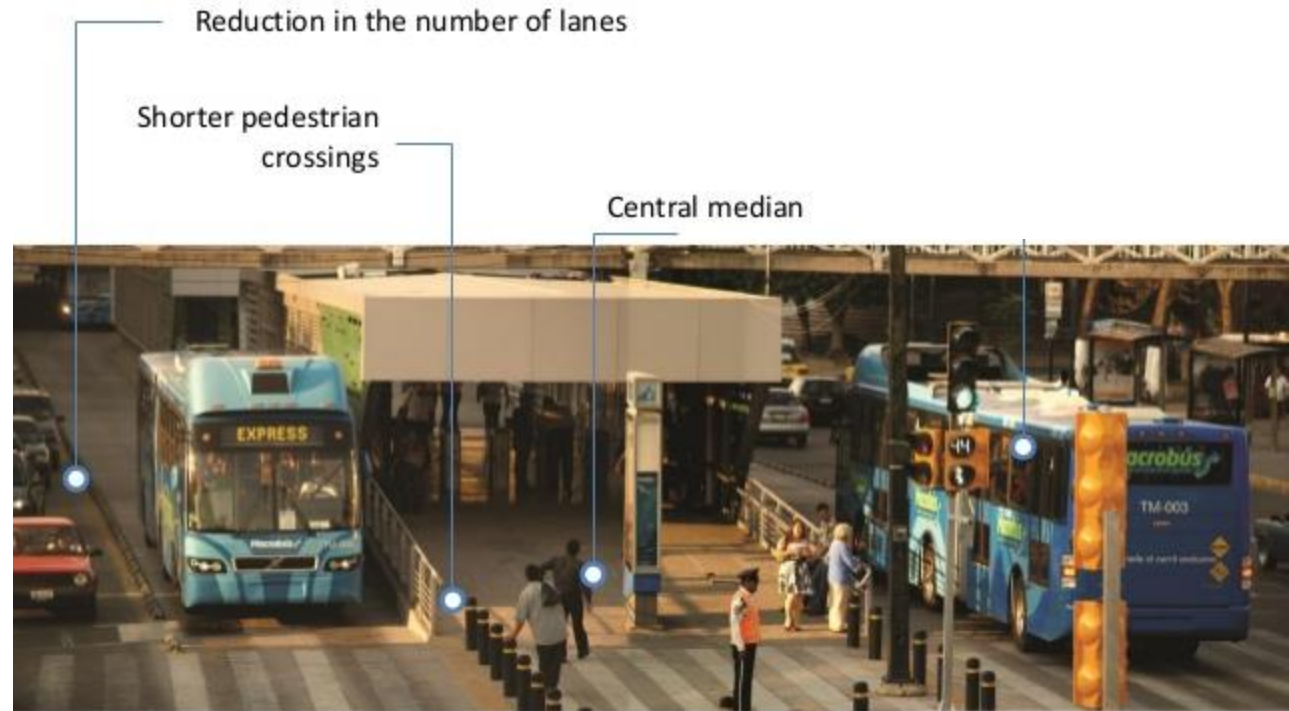 Reduction in the number of lanes
Shorter pedestrian
crossings
Central median
EXPRESS
44
acrobús
TM-003